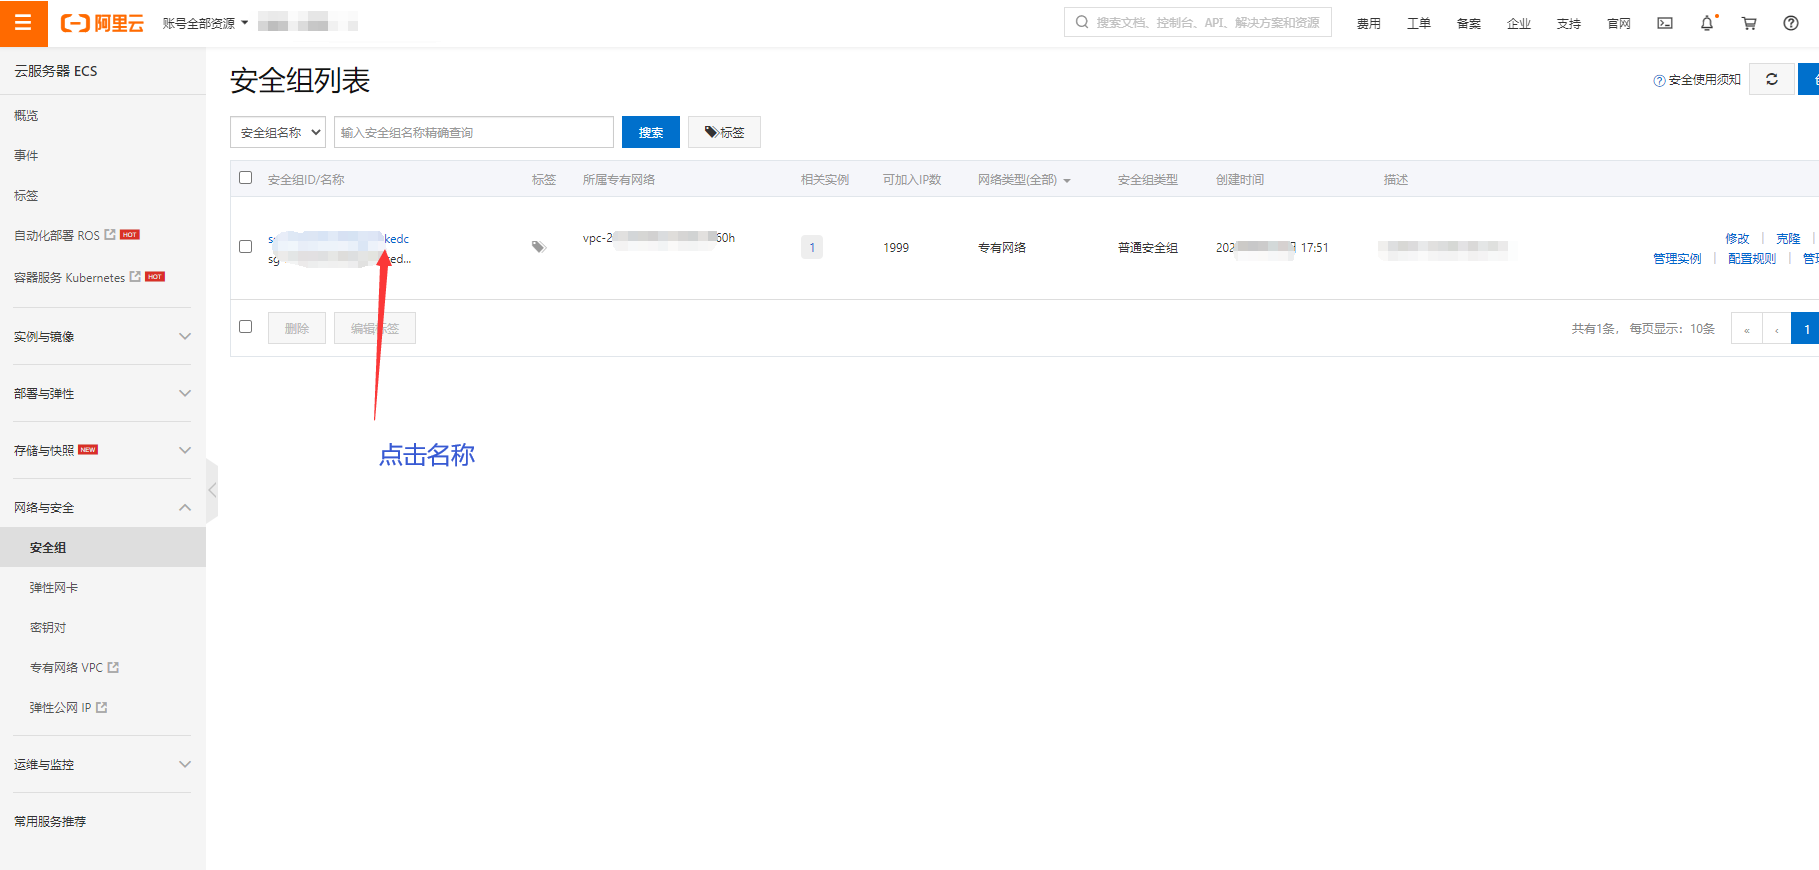 阿里云 账号全部资源 搜索文档、控制台、API、解决方案和资源 费用 工单 备案 企业 支持 官网
云服务器 ECS
概览
事件
标签
自动化部署 ROS HOT
容器服务 Kubernetes HOT
实例与镜像
部署与弹性
存储与快照 NEW
网络与安全
安全组
弹性网卡
密钥对
专有网络 VPC
弹性公网 IP
运维与监控
常用服务推荐
安全组列表
安全使用须知
安全组名称 输入安全组名称精确查询 搜索 标签
安全组ID/名称 标签 所属专有网络 相关实例 可加入IP数 网络类型(全部) 安全组类型 创建时间 描述
kedc vpc-2 60h 1 1999 专有网络 普通安全组 202 17:51 修改 克隆
sg ed... 管理实例 配置规则
删除 编辑标签 共有1条， 每页显示：10条 « ‹ 1
点击名称